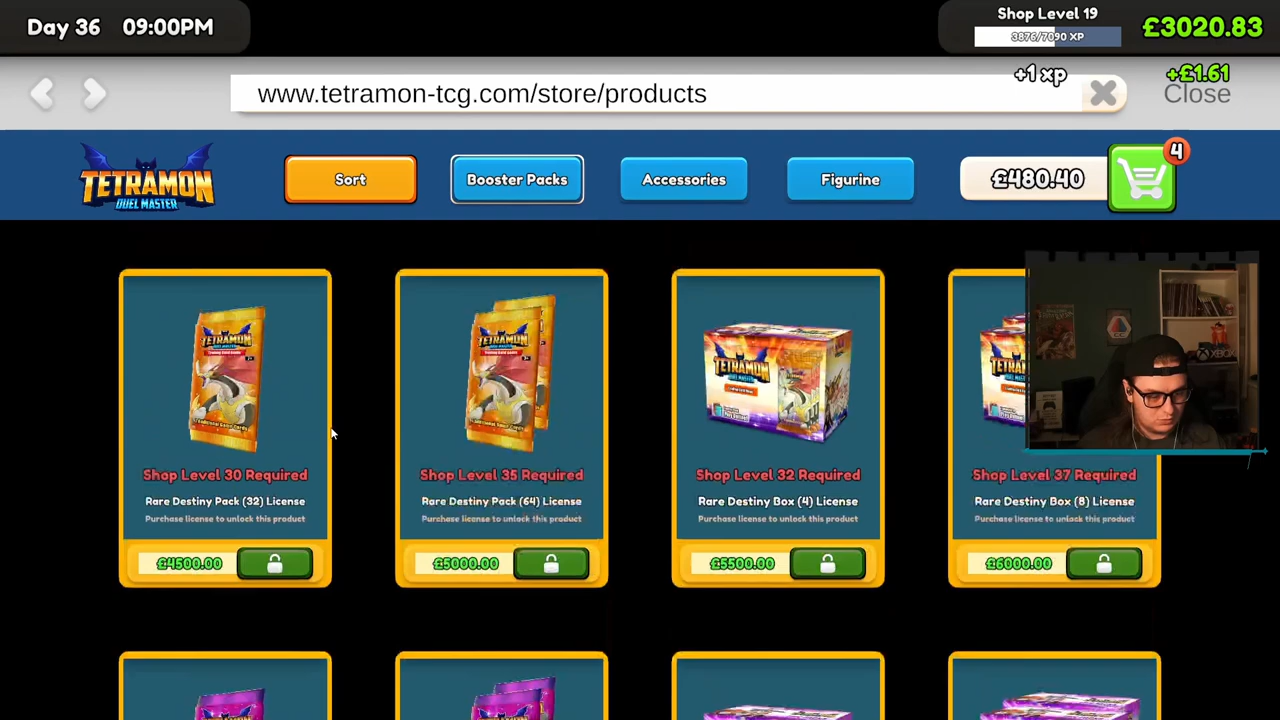 Day 36 09:00PM
Shop Level 19
3876/7090 XP
£3020.83
+1 xp
+£1.61
www.tetramon-tcg.com/store/products
Close
TETRAMON
DUEL MASTER
Sort
Booster Packs
Accessories
Figurine
£480.40
4
Shop Level 30 Required
Rare Destiny Pack (32) License
Purchase license to unlock this product
£4500.00
Shop Level 35 Required
Rare Destiny Pack (64) License
Purchase license to unlock this product
£5000.00
Shop Level 32 Required
Rare Destiny Box (4) License
Purchase license to unlock this product
£5500.00
Shop Level 37 Required
Rare Destiny Box (8) License
Purchase license to unlock this product
£6000.00